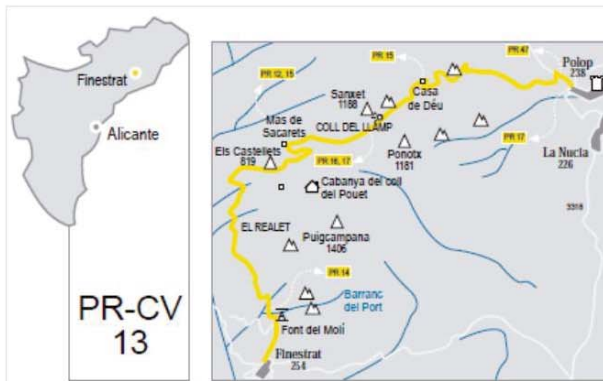 Finestrat
Alicante
PR-CV
13
PR 12, 15
PR 15
PR 47
Polop
238
Sanxet
1188
Casa
de Déu
Mas de
Sacarets
COLL DEL LLAMP
Els Castellets
819
PR 16, 17
Ponotx
1181
PR 17
La Nucia
226
Cabanya del coll
del Pouet
3318
EL REALET
Puigcampana
1406
PR 14
Barranc
del Port
Font del Molí
Finestrat
254